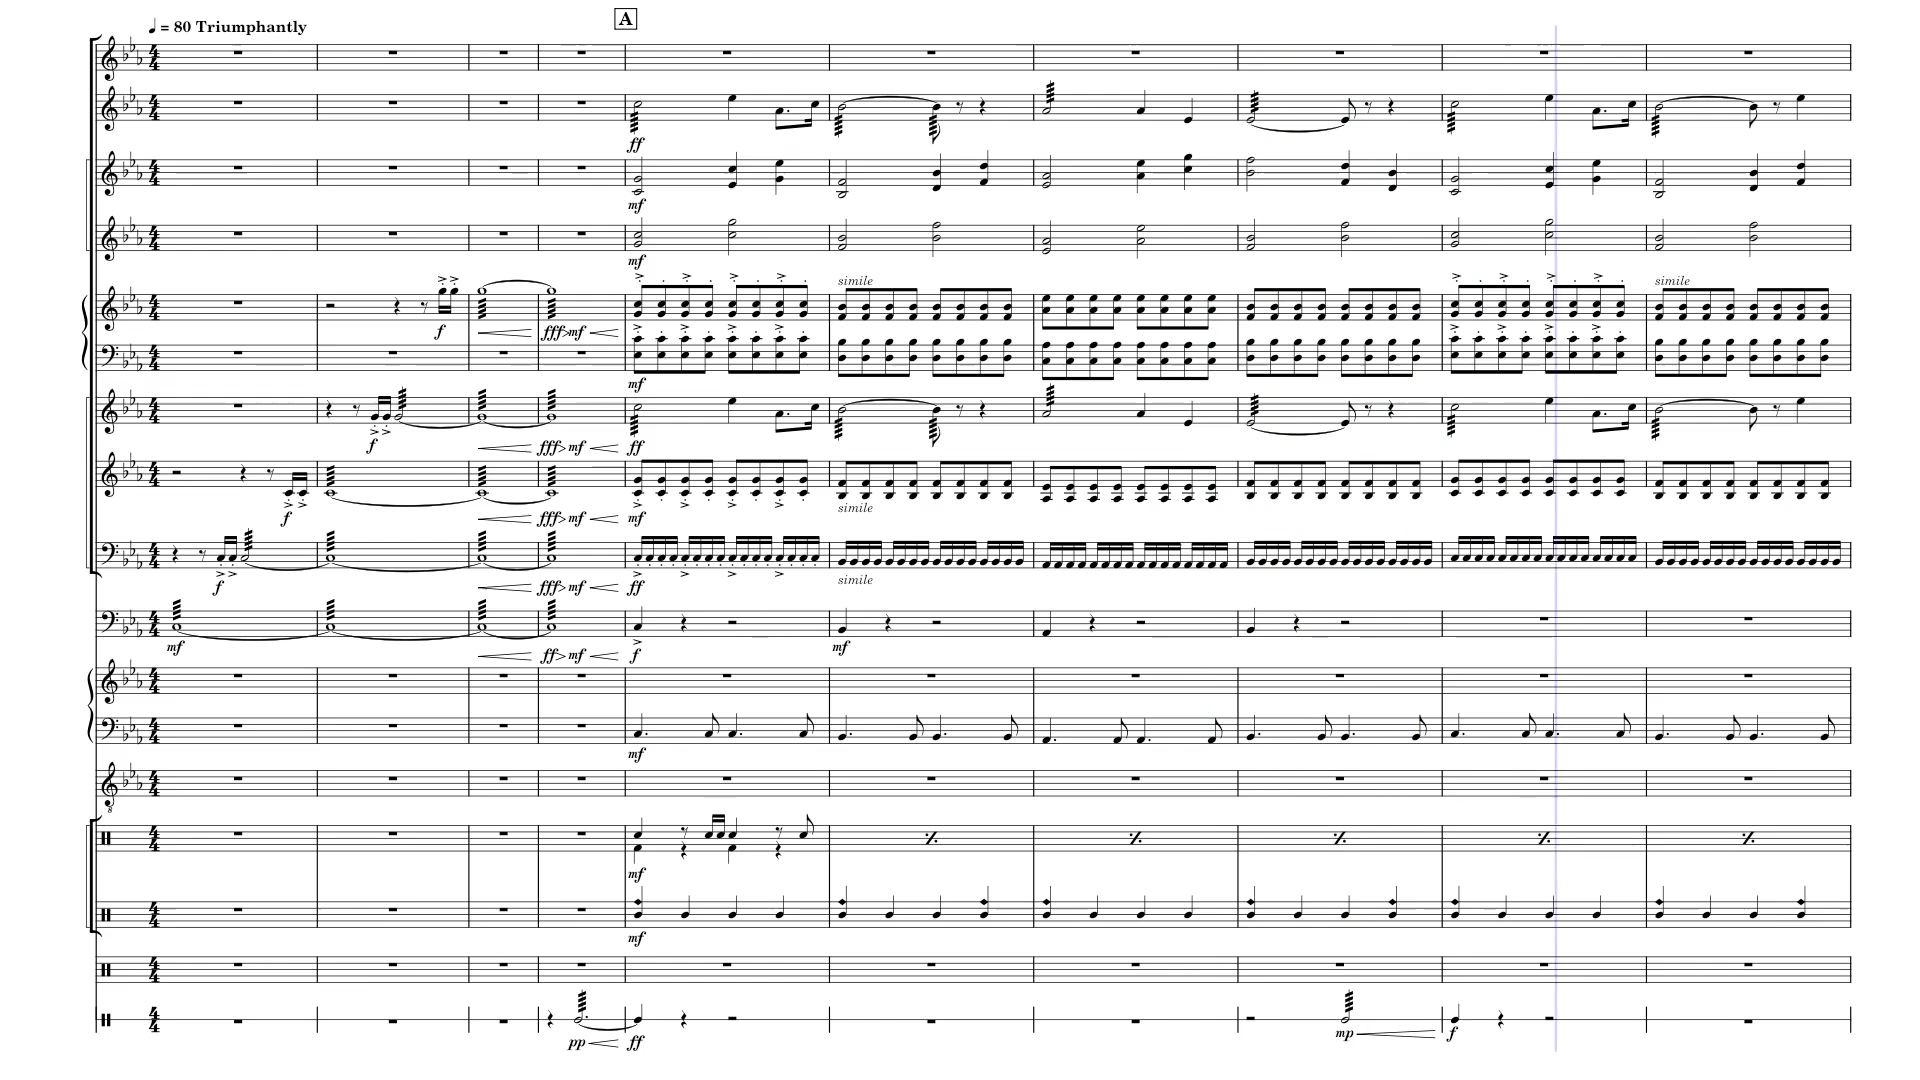 ♩ = 80 Triumphantly
A
ff
mf
mf
simile
simile
f
fff>mf
mf
f
fff>mf
ff
f
fff>mf
mf
simile
f
fff>mf
ff
simile
mf
ff>mf
f
mf
mf
mf
mf
pp
ff
mp
f